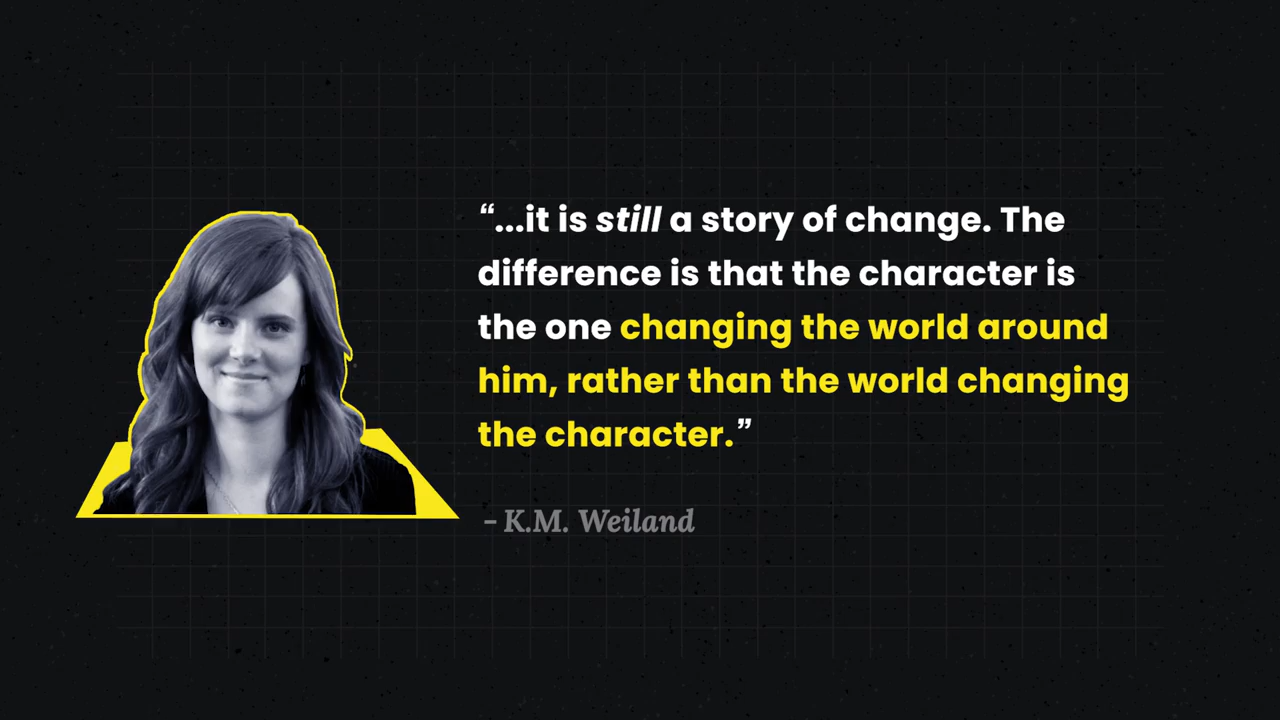 “...it is still a story of change. The
difference is that the character is
the one changing the world around
him, rather than the world changing
the character.”
– K.M. Weiland